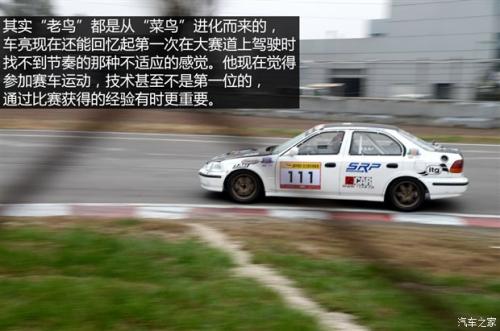 其实“老鸟”都是从“菜鸟”进化而来的，
车亮现在还能回忆起第一次在大赛道上驾驶时
找不到节奏的那种不适应的感觉。他现在觉得
参加赛车运动，技术甚至不是第一位的，
通过比赛获得的经验有时更重要。
111
SRP
CAR
itg
汽车之家